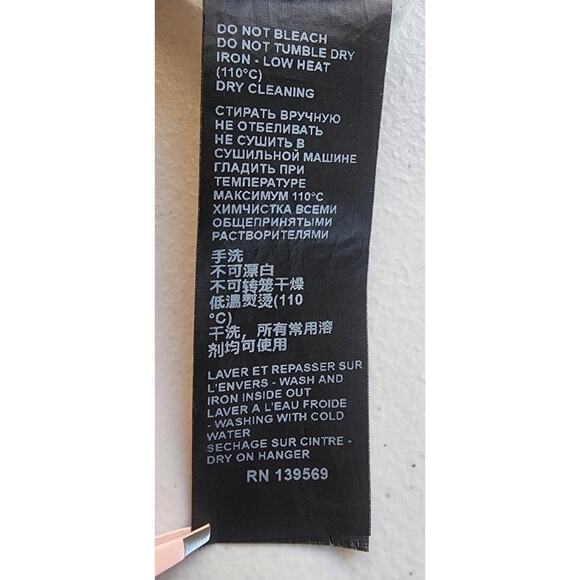 DO NOT BLEACH
DO NOT TUMBLE DRY
IRON - LOW HEAT
(110°C)
DRY CLEANING
СТИРАТЬ ВРУЧНУЮ
НЕ ОТБЕЛИВАТЬ
НЕ СУШИТЬ В
СУШИЛЬНОЙ МАШИНЕ
ГЛАДИТЬ ПРИ
ТЕМПЕРАТУРЕ
МАКСИМУМ 110°C
ХИМЧИСТКА ВСЕМИ
ОБЩЕПРИНЯТЫМИ
РАСТВОРИТЕЛЯМИ
手洗
不可漂白
不可转笼干燥
低温熨烫(110
°C)
干洗，所有常用溶
剂均可使用
LAVER ET REPASSER SUR
L'ENVERS - WASH AND
IRON INSIDE OUT
LAVER A L'EAU FROIDE
- WASHING WITH COLD
WATER
SECHAGE SUR CINTRE -
DRY ON HANGER
RN 139569